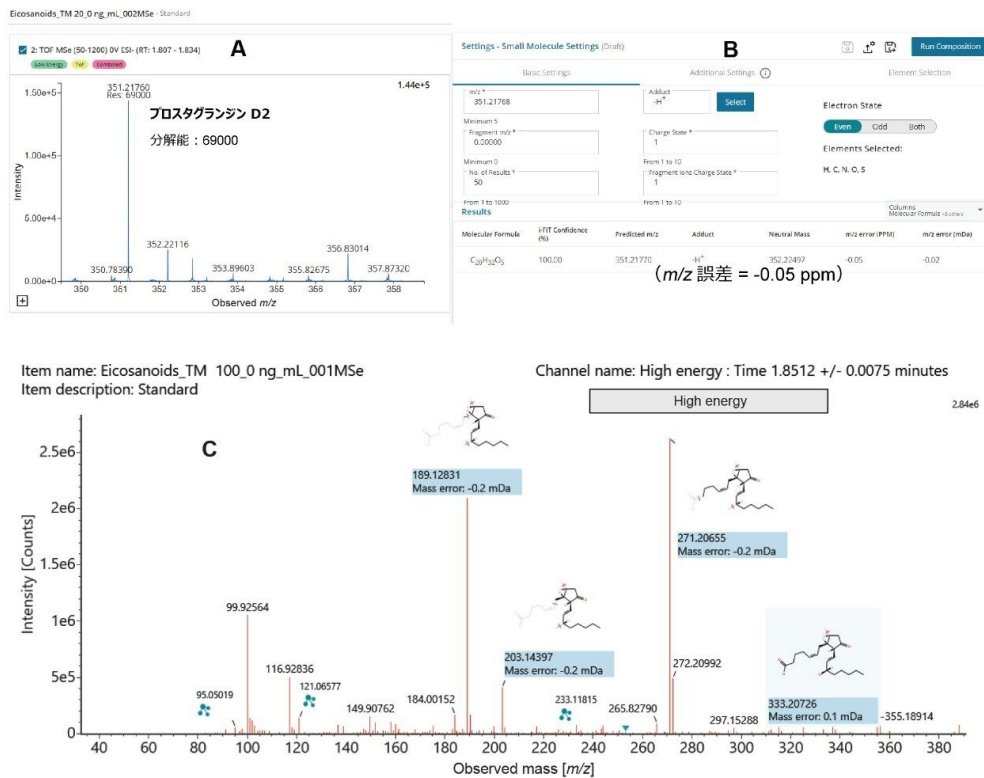 Eicosanoids_TM 20_0 ng_mL_002MSe - Standard
A
2: TOF MSe (50-1200) 0V ESI- (RT: 1.807 - 1.834)
Low Energy ToF Combined
1.44e+5
351.21760
Res: 69000
プロスタグランジン D2
分解能：69000
1.50e+5
1.00e+5
5.00e+4
0.00e+0
Intensity
350.78390
352.22116
353.89603
355.82675
356.83014
357.87320
350 351 352 353 354 355 356 357 358
Observed m/z
Settings - Small Molecule Settings (Draft)
B
Run Composition
Basic Settings
Additional Settings
Element Selection
m/z *
351.21768
Minimum 5
Adduct
-H+
Select
Electron State
Even Odd Both
Fragment m/z *
0.00000
Minimum 0
Charge State *
1
From 1 to 10
Elements Selected:
H, C, N, O, S
No. of Results *
50
From 1 to 1000
Fragment Ions Charge State *
1
From 1 to 10
Results
Columns
Molecular Formula +6 others
Molecular Formula i-FIT Confidence (%) Predicted m/z Adduct Neutral Mass m/z error (PPM) m/z error (mDa)
C20H32O5 100.00 351.21770 -H+ 352.22497 -0.05 -0.02
（m/z 誤差 = -0.05 ppm）
Item name: Eicosanoids_TM 100_0 ng_mL_001MSe
Item description: Standard
Channel name: High energy : Time 1.8512 +/- 0.0075 minutes
High energy
2.84e6
C
2.5e6
2e6
1.5e6
1e6
5e5
0
Intensity [Counts]
189.12831
Mass error: -0.2 mDa
271.20655
Mass error: -0.2 mDa
203.14397
Mass error: -0.2 mDa
333.20726
Mass error: 0.1 mDa
95.05019
99.92564
116.92836
121.06577
149.90762
184.00152
233.11815
265.82790
272.20992
297.15288
-355.18914
40 60 80 100 120 140 160 180 200 220 240 260 280 300 320 340 360 380
Observed mass [m/z]